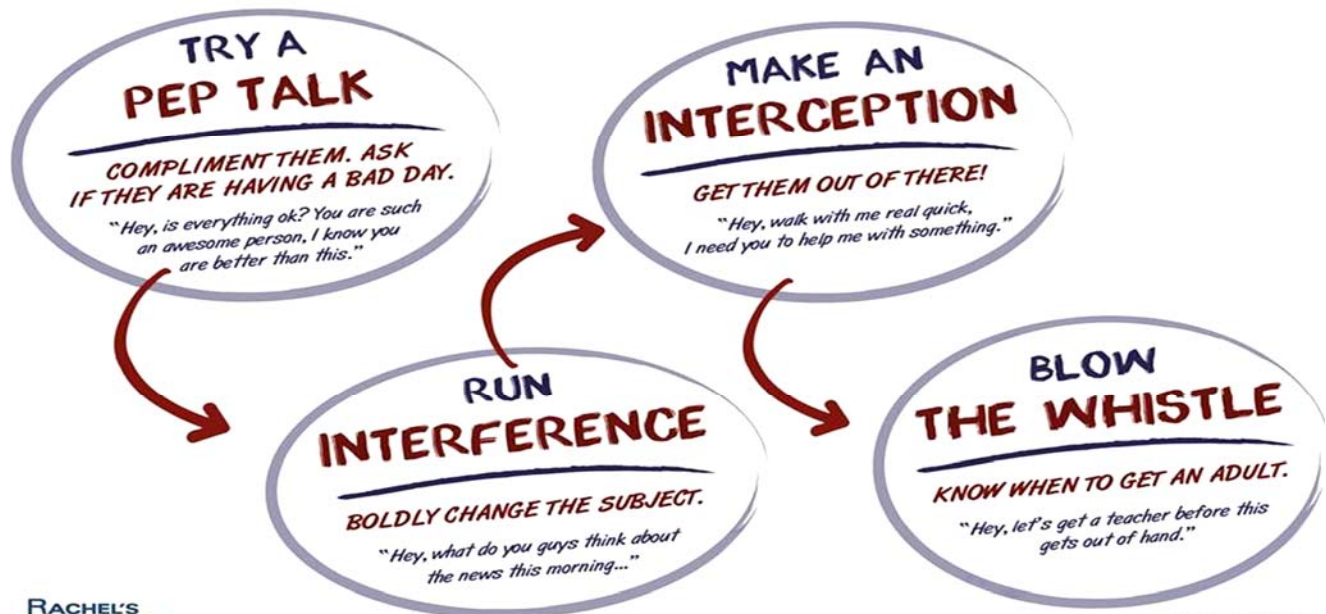 TRY A
PEP TALK
COMPLIMENT THEM. ASK
IF THEY ARE HAVING A BAD DAY.
"Hey, is everything ok? You are such
an awesome person, I know you
are better than this."
RUN
INTERFERENCE
BOLDLY CHANGE THE SUBJECT.
"Hey, what do you guys think about
the news this morning..."
MAKE AN
INTERCEPTION
GET THEM OUT OF THERE!
"Hey, walk with me real quick,
I need you to help me with something."
BLOW
THE WHISTLE
KNOW WHEN TO GET AN ADULT.
"Hey, let's get a teacher before this
gets out of hand."
RACHEL'S